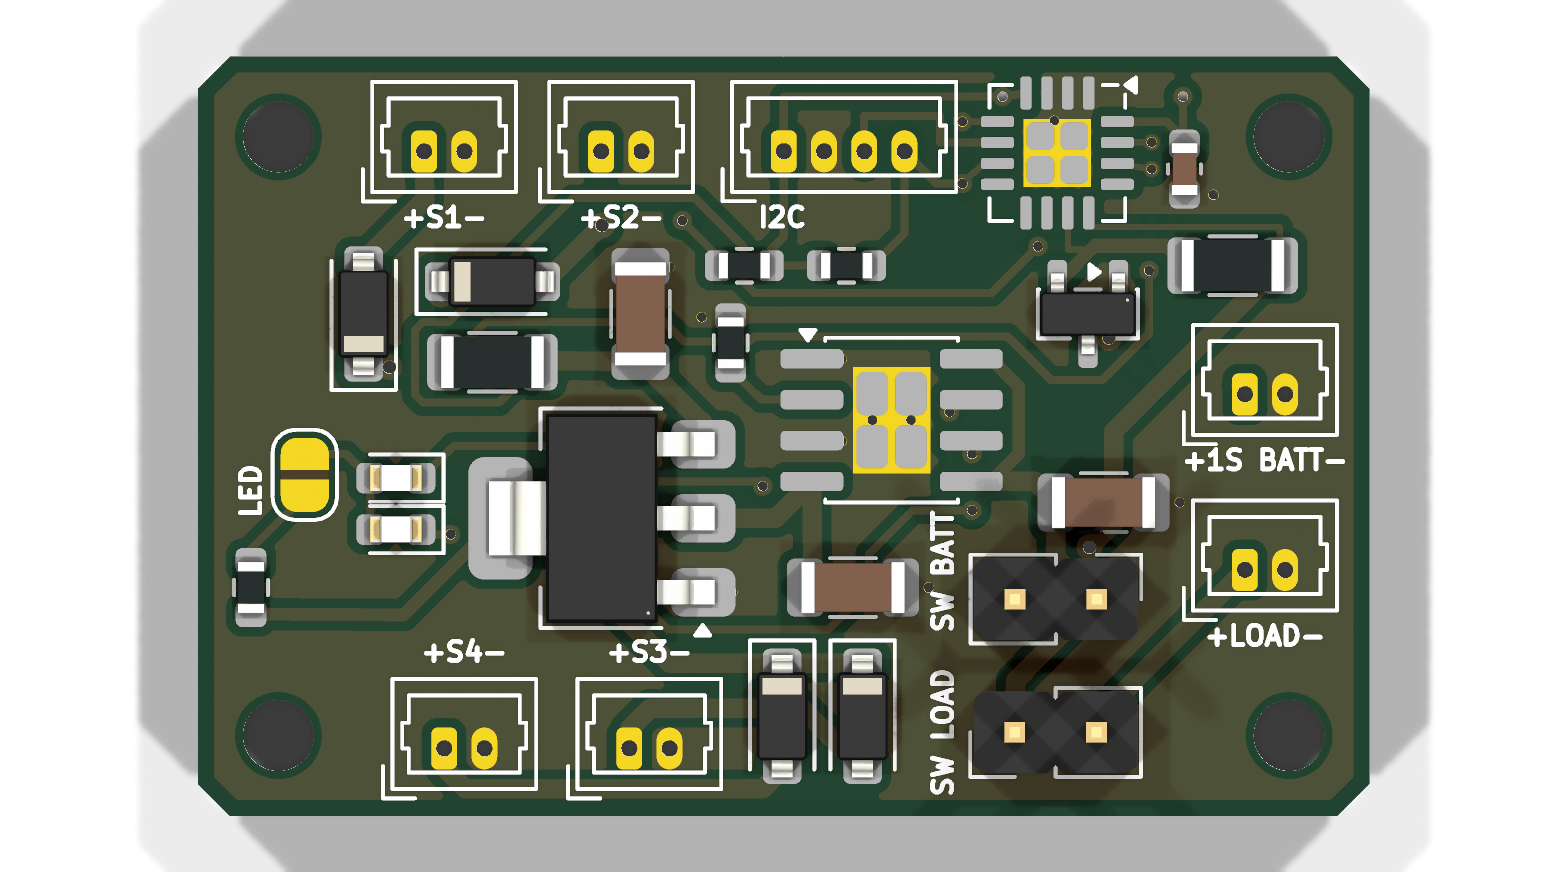 +S1-
+S2-
I2C
+1S BATT-
LED
SW BATT
+LOAD-
+S4-
+S3-
SW LOAD